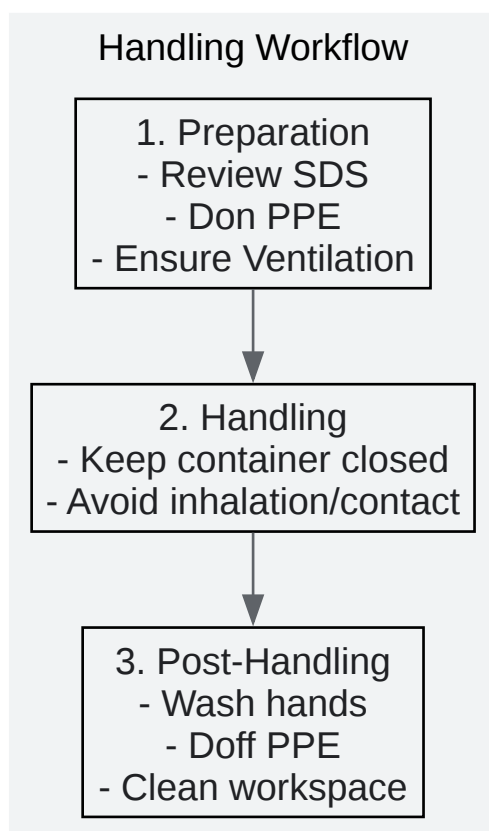 Handling Workflow
1. Preparation
- Review SDS
- Don PPE
- Ensure Ventilation
2. Handling
- Keep container closed
- Avoid inhalation/contact
3. Post-Handling
- Wash hands
- Doff PPE
- Clean workspace